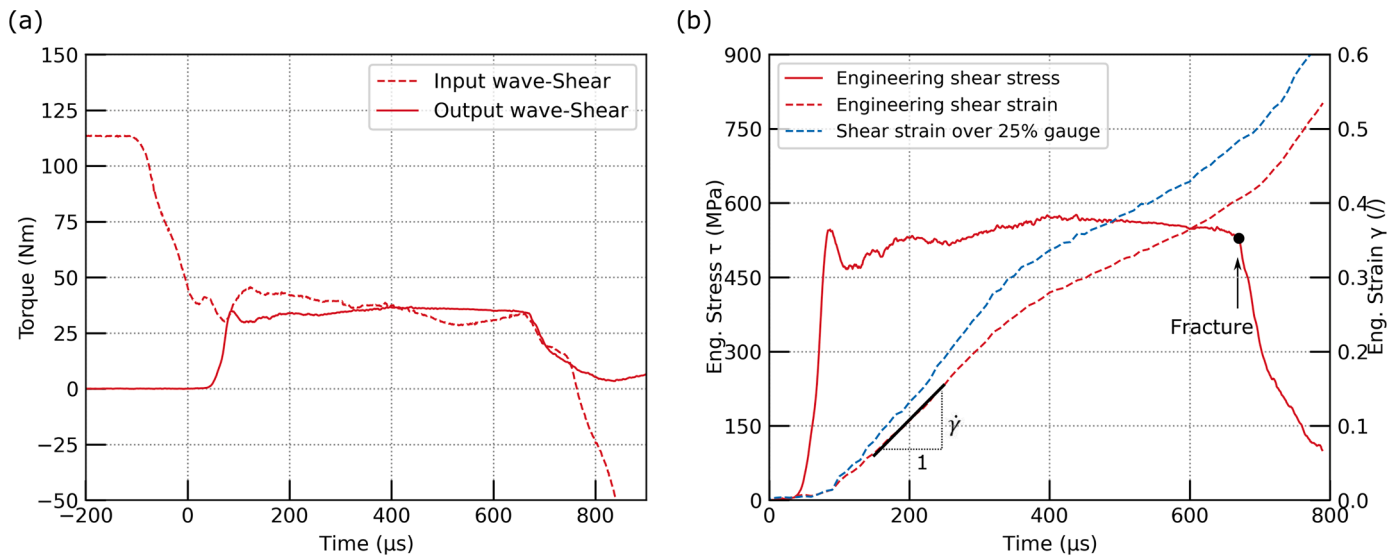 (a)
150
125
100
75
50
25
0
−25
−50
Torque (Nm)
−200
0
200
400
600
800
Time (μs)
Input wave-Shear
Output wave-Shear
(b)
900
750
600
450
300
150
0
Eng. Stress τ (MPa)
0
200
400
600
800
Time (μs)
0.6
0.5
0.4
0.3
0.2
0.1
0.0
Eng. Strain γ (/)
Engineering shear stress
Engineering shear strain
Shear strain over 25% gauge
Fracture
γ̇
1